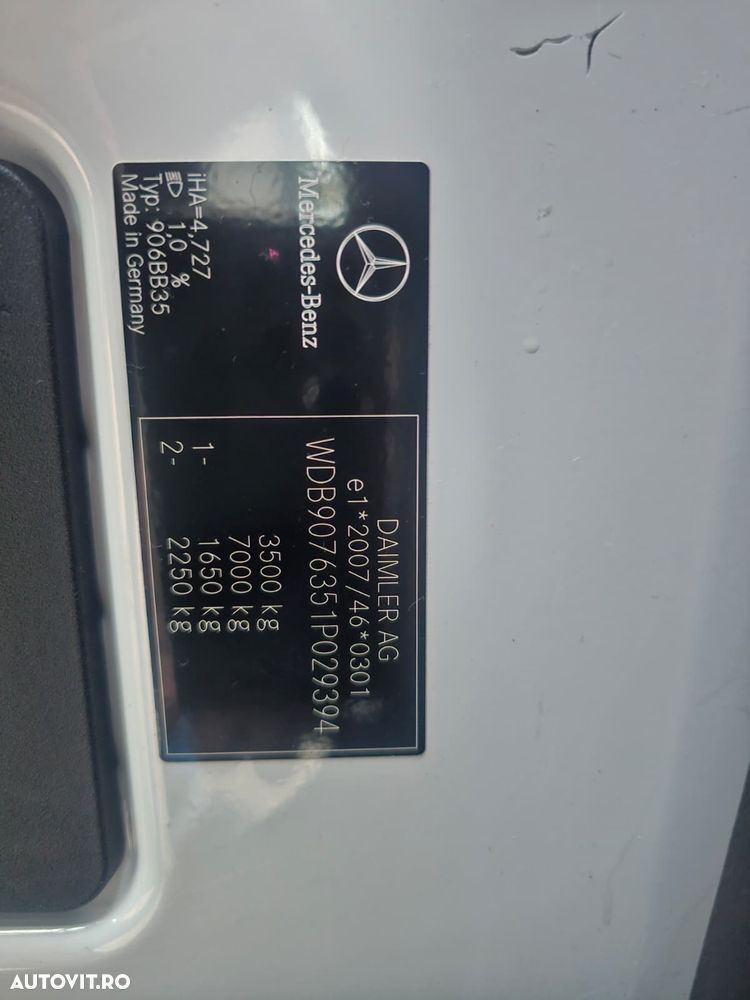 Mercedes-Benz
iHA=4,727
1,0 %
Typ: 906BB35
Made in Germany
DAIMLER AG
e1*2007/46*0301
WDB9076351P029394
3500 kg
7000 kg
1- 1650 kg
2- 2250 kg
AUTOVIT.RO